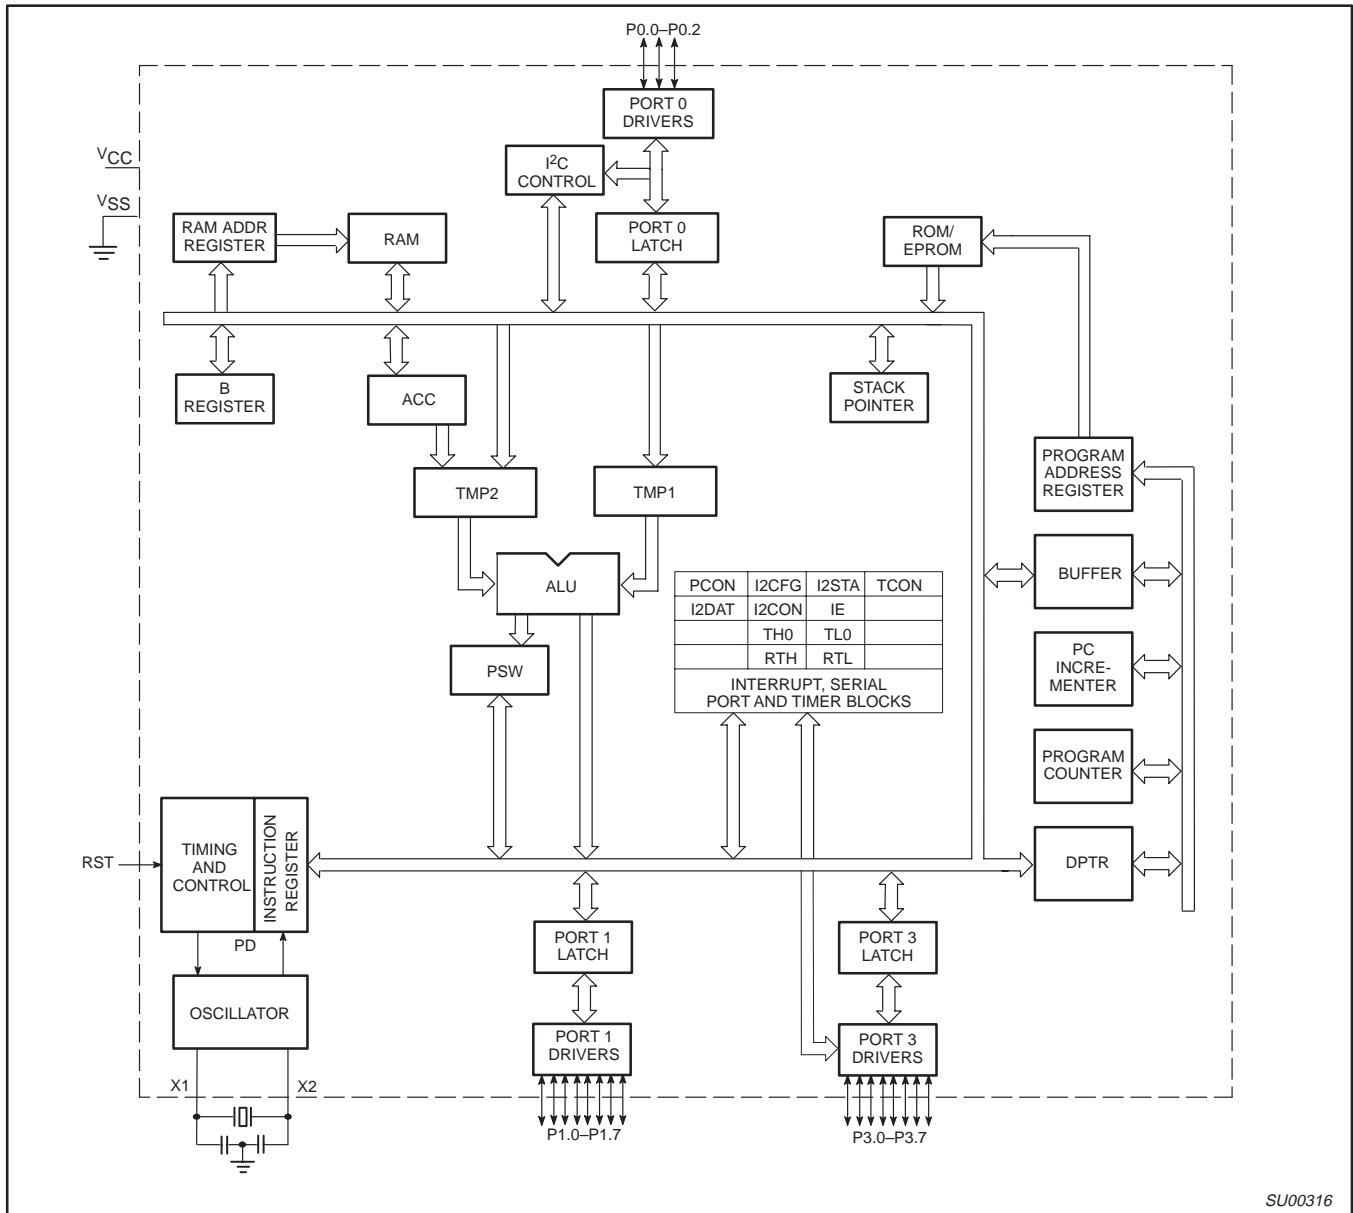 P0.0–P0.2
PORT 0
DRIVERS
VCC
I2C
CONTROL
VSS
RAM ADDR
REGISTER
RAM
PORT 0
LATCH
ROM/
EPROM
B
REGISTER
ACC
STACK
POINTER
PROGRAM
ADDRESS
REGISTER
TMP2
TMP1
ALU
BUFFER
PCON I2CFG I2STA TCON
I2DAT I2CON IE
TH0 TL0
RTH RTL
INTERRUPT, SERIAL
PORT AND TIMER BLOCKS
PSW
PC
INCRE-
MENTER
PROGRAM
COUNTER
RST
TIMING
AND
CONTROL
INSTRUCTION
REGISTER
DPTR
PD
PORT 1
LATCH
PORT 3
LATCH
OSCILLATOR
PORT 1
DRIVERS
PORT 3
DRIVERS
X1
X2
P1.0–P1.7
P3.0–P3.7
SU00316